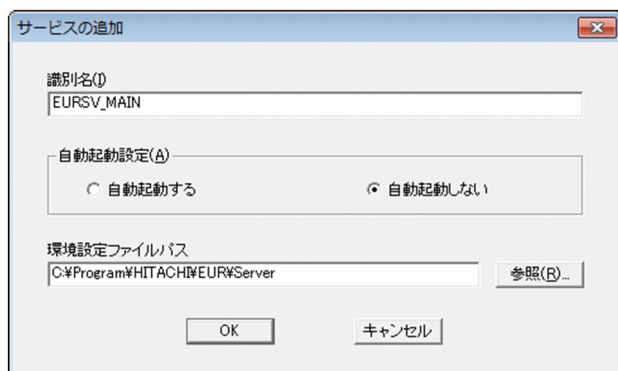 サービスの追加
識別名(I)
EURSV_MAIN
自動起動設定(A)
自動起動する 自動起動しない
環境設定ファイルパス
C:¥Program¥HITACHI¥EUR¥Server 参照(R)...
OK キャンセル